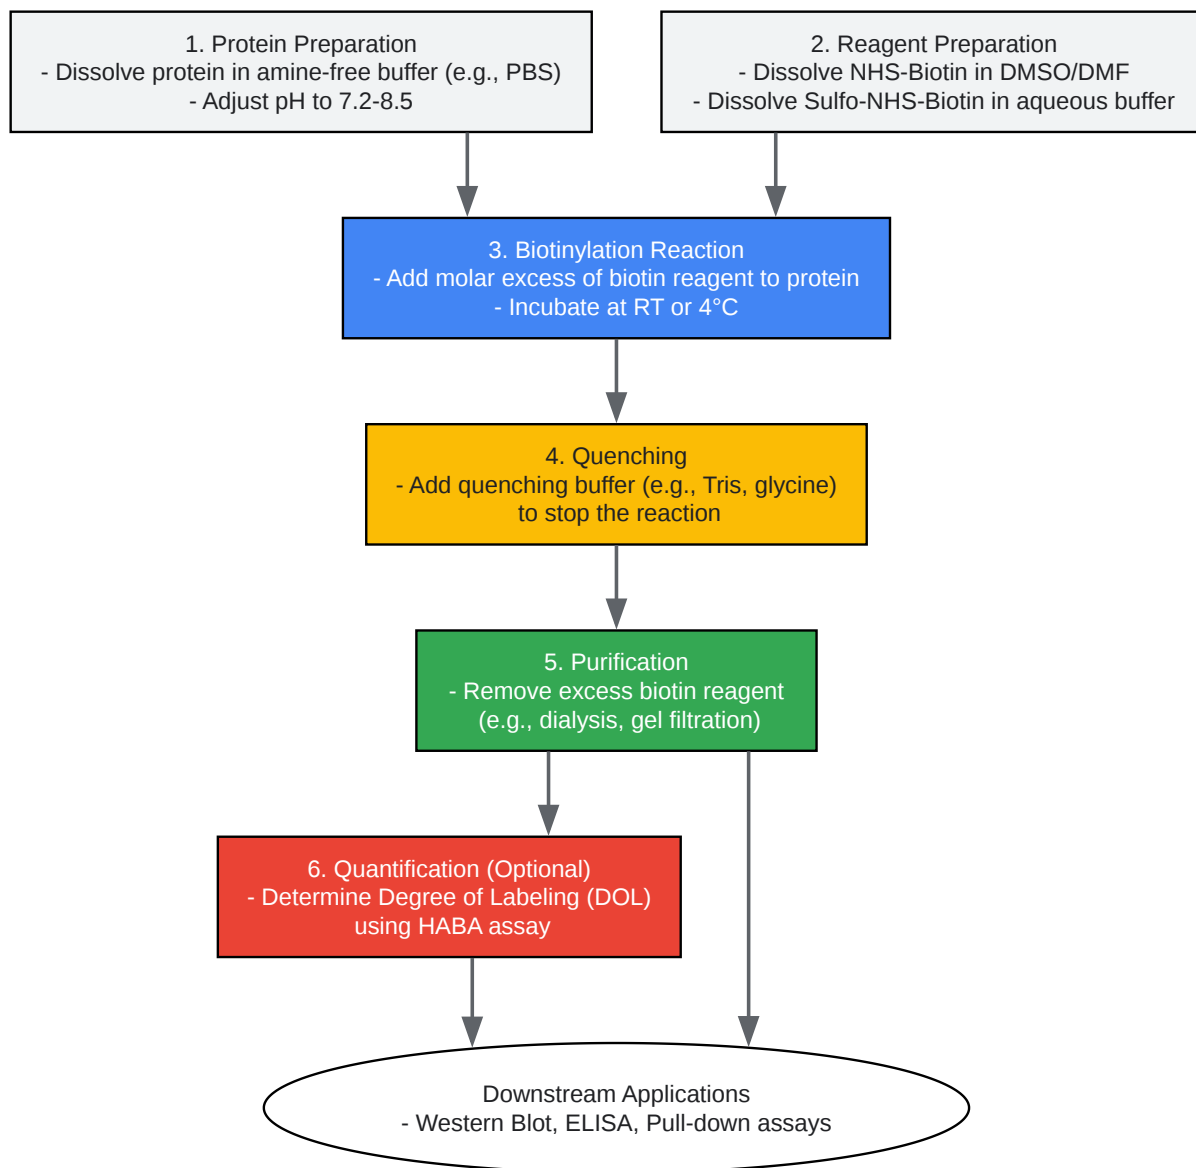 1. Protein Preparation
- Dissolve protein in amine-free buffer (e.g., PBS)
- Adjust pH to 7.2-8.5
2. Reagent Preparation
- Dissolve NHS-Biotin in DMSO/DMF
- Dissolve Sulfo-NHS-Biotin in aqueous buffer
3. Biotinylation Reaction
- Add molar excess of biotin reagent to protein
- Incubate at RT or 4°C
4. Quenching
- Add quenching buffer (e.g., Tris, glycine)
to stop the reaction
5. Purification
- Remove excess biotin reagent
(e.g., dialysis, gel filtration)
6. Quantification (Optional)
- Determine Degree of Labeling (DOL)
using HABA assay
Downstream Applications
- Western Blot, ELISA, Pull-down assays